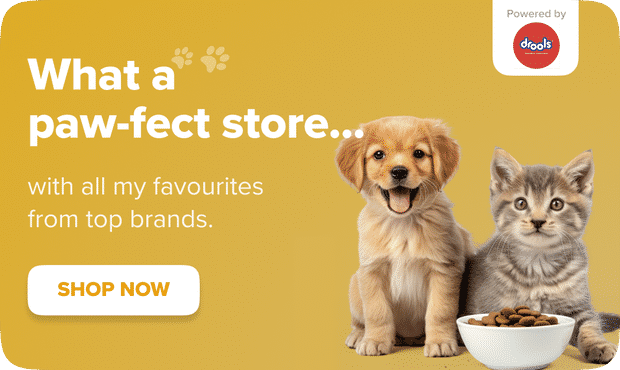 Powered by
drools
What a
paw-fect store...
with all my favourites
from top brands.
SHOP NOW